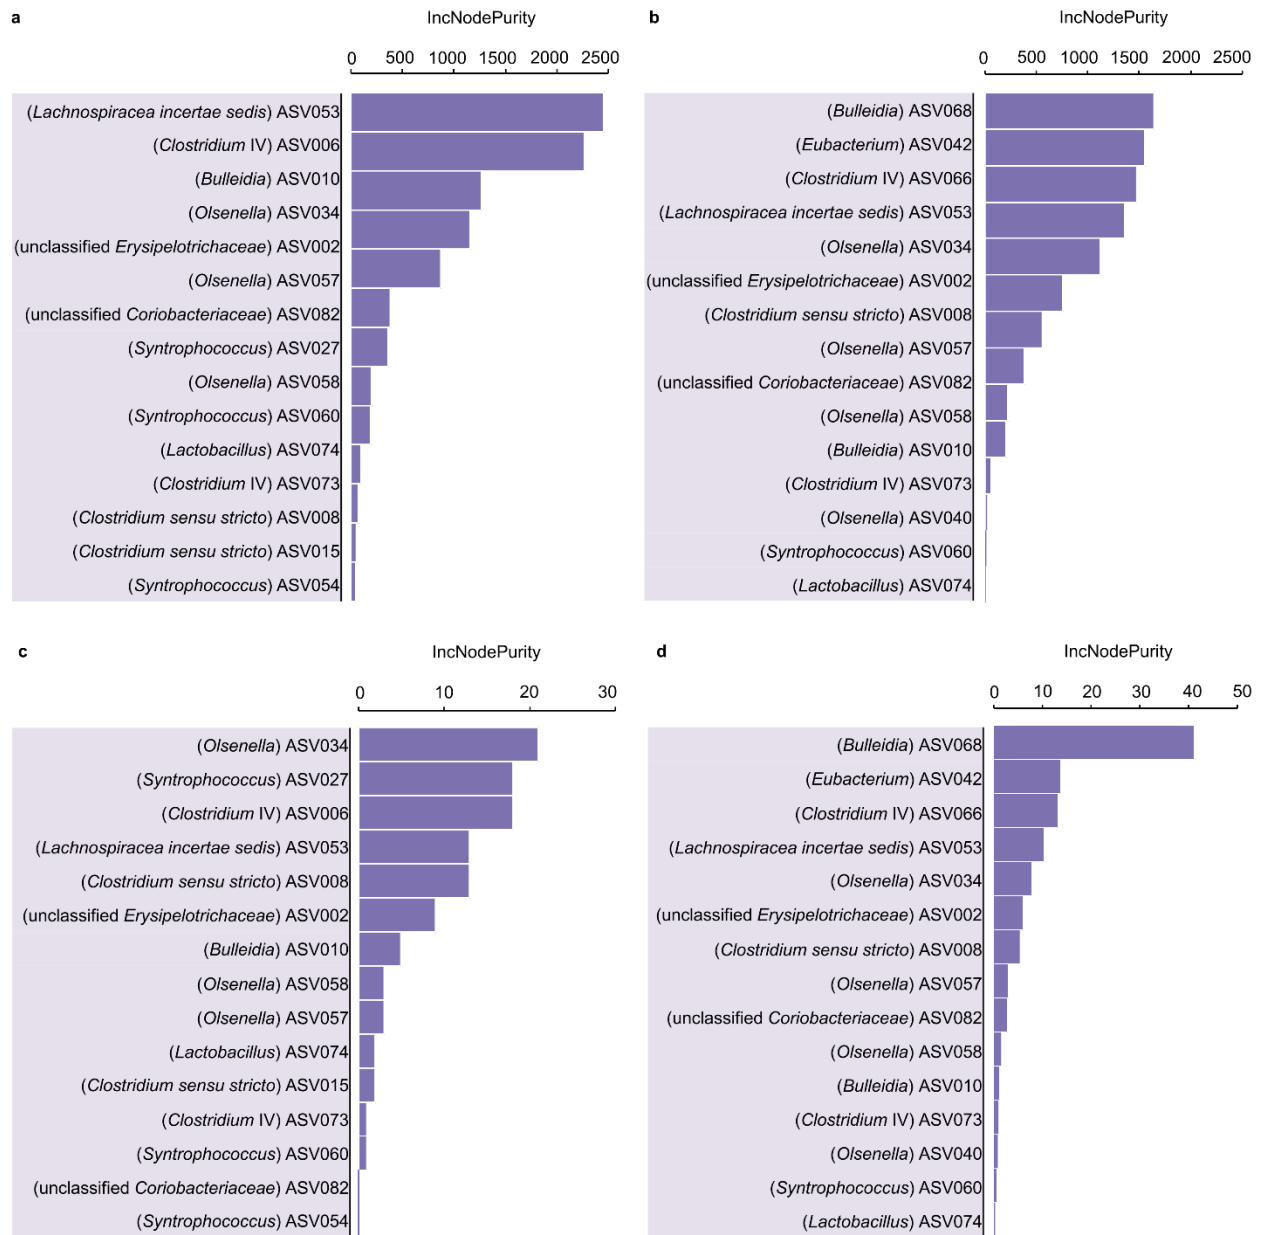 a
IncNodePurity
0 500 1000 1500 2000 2500
(Lachnospiracea incertae sedis) ASV053
(Clostridium IV) ASV006
(Bulleidia) ASV010
(Olsenella) ASV034
(unclassified Erysipelotrichaceae) ASV002
(Olsenella) ASV057
(unclassified Coriobacteriaceae) ASV082
(Syntrophococcus) ASV027
(Olsenella) ASV058
(Syntrophococcus) ASV060
(Lactobacillus) ASV074
(Clostridium IV) ASV073
(Clostridium sensu stricto) ASV008
(Clostridium sensu stricto) ASV015
(Syntrophococcus) ASV054
b
IncNodePurity
0 500 1000 1500 2000 2500
(Bulleidia) ASV068
(Eubacterium) ASV042
(Clostridium IV) ASV066
(Lachnospiracea incertae sedis) ASV053
(Olsenella) ASV034
(unclassified Erysipelotrichaceae) ASV002
(Clostridium sensu stricto) ASV008
(Olsenella) ASV057
(unclassified Coriobacteriaceae) ASV082
(Olsenella) ASV058
(Bulleidia) ASV010
(Clostridium IV) ASV073
(Olsenella) ASV040
(Syntrophococcus) ASV060
(Lactobacillus) ASV074
c
IncNodePurity
0 10 20 30
(Olsenella) ASV034
(Syntrophococcus) ASV027
(Clostridium IV) ASV006
(Lachnospiracea incertae sedis) ASV053
(Clostridium sensu stricto) ASV008
(unclassified Erysipelotrichaceae) ASV002
(Bulleidia) ASV010
(Olsenella) ASV058
(Olsenella) ASV057
(Lactobacillus) ASV074
(Clostridium sensu stricto) ASV015
(Clostridium IV) ASV073
(Syntrophococcus) ASV060
(unclassified Coriobacteriaceae) ASV082
(Syntrophococcus) ASV054
d
IncNodePurity
0 10 20 30 40 50
(Bulleidia) ASV068
(Eubacterium) ASV042
(Clostridium IV) ASV066
(Lachnospiracea incertae sedis) ASV053
(Olsenella) ASV034
(unclassified Erysipelotrichaceae) ASV002
(Clostridium sensu stricto) ASV008
(Olsenella) ASV057
(unclassified Coriobacteriaceae) ASV082
(Olsenella) ASV058
(Bulleidia) ASV010
(Clostridium IV) ASV073
(Olsenella) ASV040
(Syntrophococcus) ASV060
(Lactobacillus) ASV074